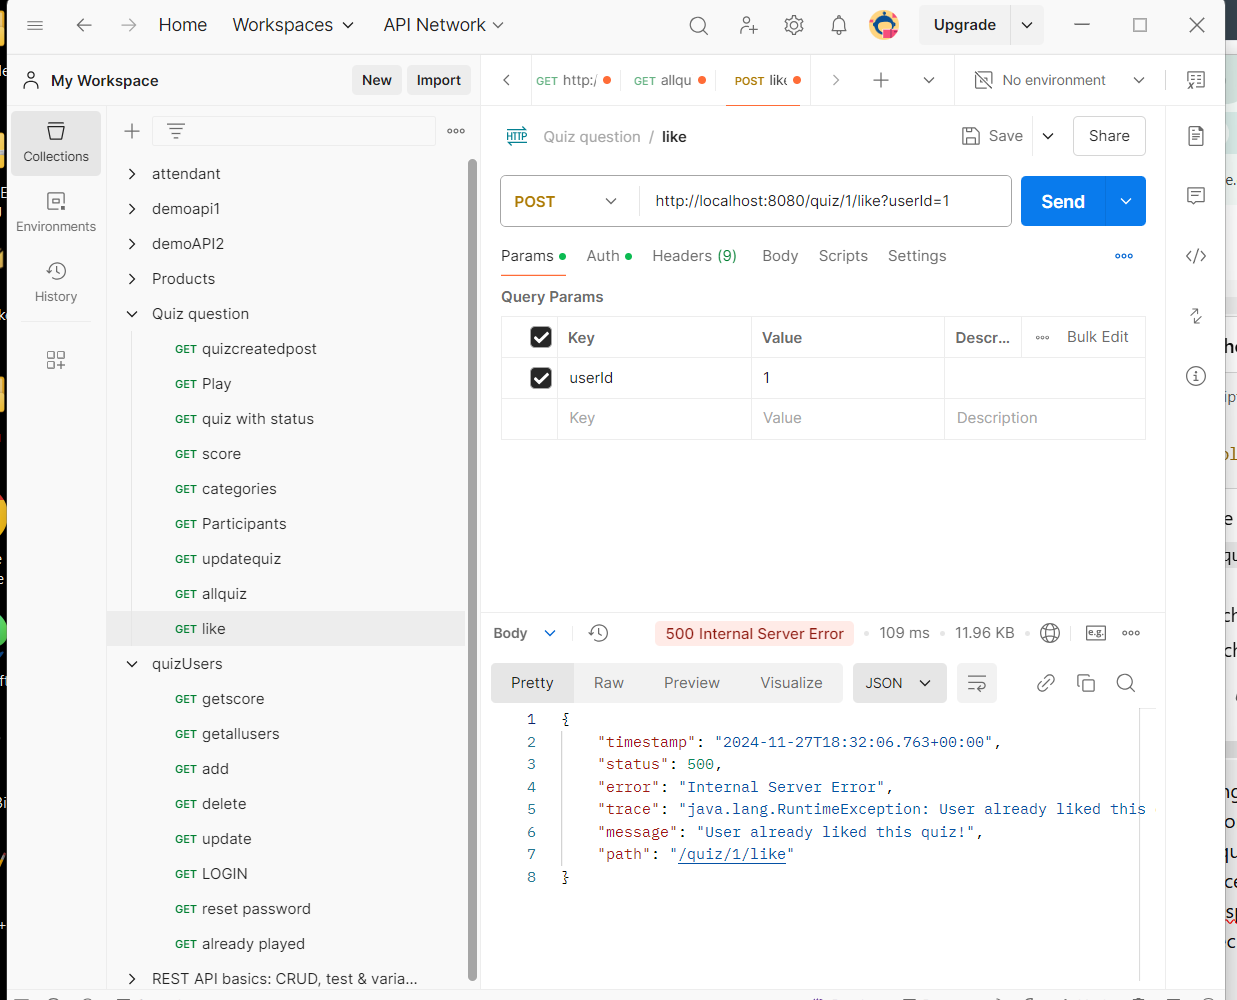 Home Workspaces API Network Upgrade
My Workspace New Import GET http:/ GET allqu POST lik No environment
Collections
Environments
History
attendant
demoapi1
demoAPI2
Products
Quiz question
GET quizcreatedpost
GET Play
GET quiz with status
GET score
GET categories
GET Participants
GET updatequiz
GET allquiz
GET like
quizUsers
GET getscore
GET getallusers
GET add
GET delete
GET update
GET LOGIN
GET reset password
GET already played
REST API basics: CRUD, test & varia...
HTTP Quiz question / like Save Share
POST http://localhost:8080/quiz/1/like?userId=1 Send
Params Auth Headers (9) Body Scripts Settings
Query Params
Key Value Descr... Bulk Edit
userId 1
Key Value Description
Body 500 Internal Server Error 109 ms 11.96 KB e.g.
Pretty Raw Preview Visualize JSON
1 {
2 "timestamp": "2024-11-27T18:32:06.763+00:00",
3 "status": 500,
4 "error": "Internal Server Error",
5 "trace": "java.lang.RuntimeException: User already liked this
6 "message": "User already liked this quiz!",
7 "path": "/quiz/1/like"
8 }